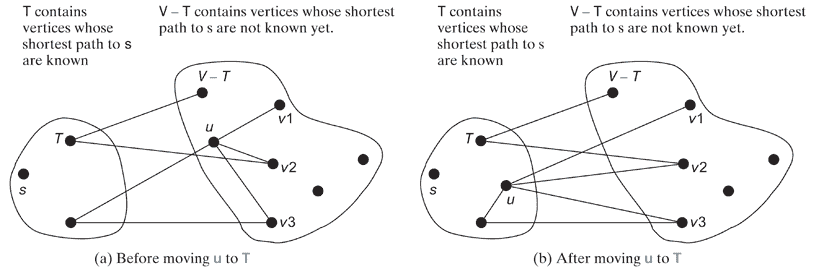 T contains
vertices whose
shortest path to s
are known
V – T contains vertices whose shortest
path to s are not known yet.
V – T
T
u
v1
s
v2
v3
(a) Before moving u to T
T contains
vertices whose
shortest path to s
are known
V – T contains vertices whose shortest
path to s are not known yet.
V – T
T
v1
s
u
v2
v3
(b) After moving u to T